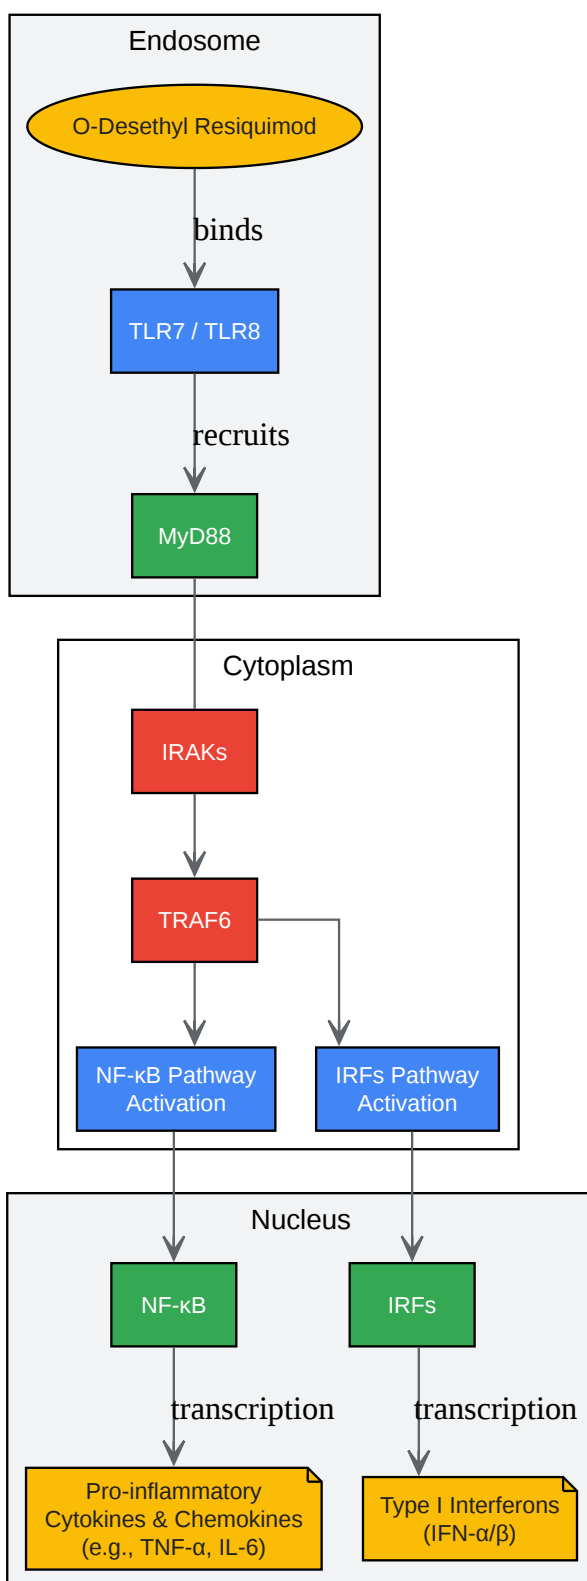 Endosome
O-Desethyl Resiquimod
binds
TLR7 / TLR8
recruits
MyD88
Cytoplasm
IRAKs
TRAF6
NF-κB Pathway
Activation
IRFs Pathway
Activation
Nucleus
NF-κB
IRFs
transcription
transcription
Pro-inflammatory
Cytokines & Chemokines
(e.g., TNF-α, IL-6)
Type I Interferons
(IFN-α/β)